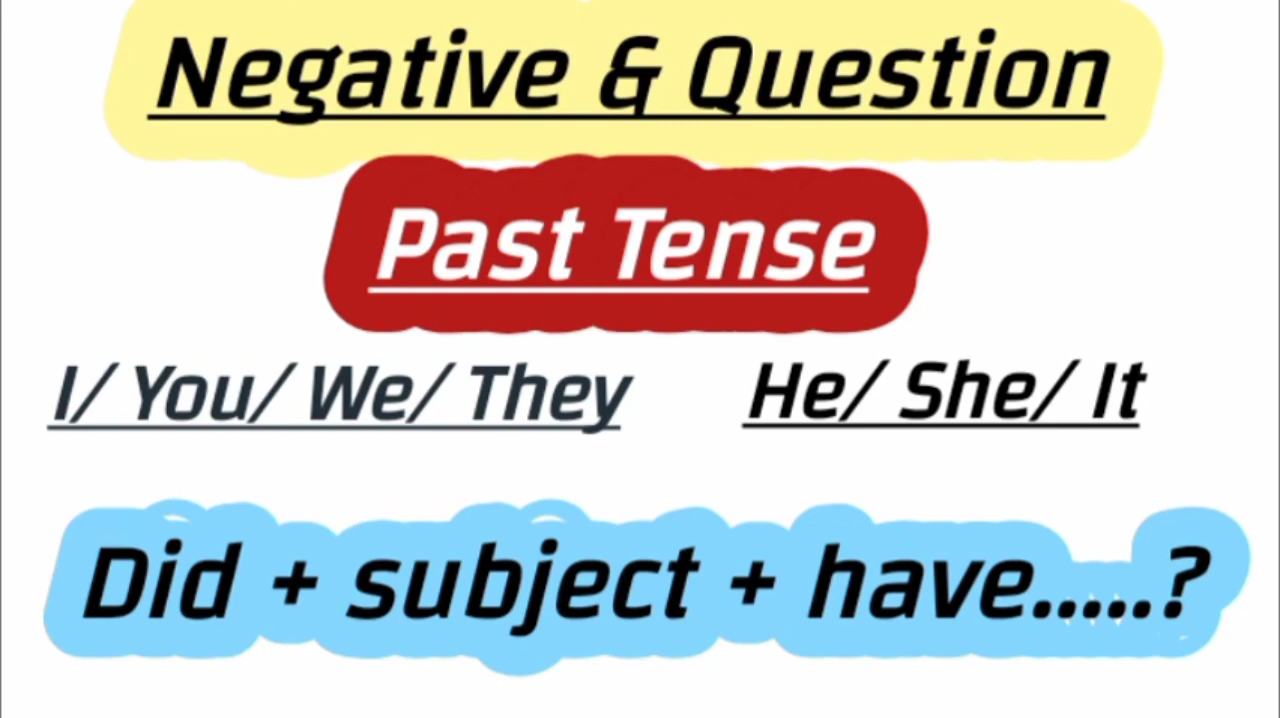 Negative & Question
Past Tense
I/ You/ We/ They He/ She/ It
Did + subject + have.....?